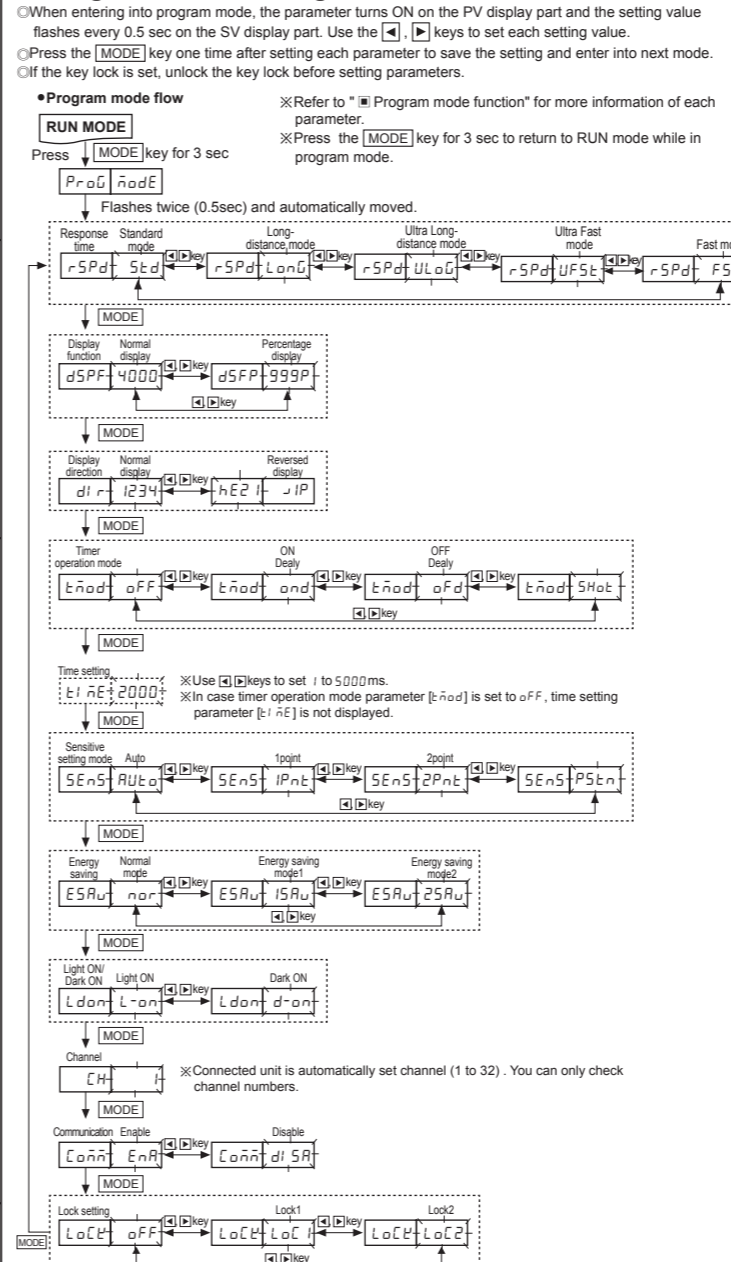 ◎When entering into program mode, the parameter turns ON on the PV display part and the setting value
flashes every 0.5 sec on the SV display part. Use the ◀ , ▶ keys to set each setting value.
◎Press the MODE key one time after setting each parameter to save the setting and enter into next mode.
◎If the key lock is set, unlock the key lock before setting parameters.
●Program mode flow
※Refer to " ▣ Program mode function" for more information of each
parameter.
※Press the MODE key for 3 sec to return to RUN mode while in
program mode.
RUN MODE
Press MODE key for 3 sec
ProG modE
Flashes twice (0.5sec) and automatically moved.
Response time Standard mode Long-distance mode Ultra Long-distance mode Ultra Fast mode Fast mo
rSPd Std ◀,▶key rSPd LonG ◀,▶key rSPd ULoG ◀,▶key rSPd UFSt ◀,▶key rSPd FS
MODE
Display function Normal display Percentage display
dSPF 4000 ◀,▶key dSFP 999P
◀,▶key
MODE
Display direction Normal display Reversed display
dIr 1234 ◀,▶key hE21 JIP
MODE
Timer operation mode ON Dealy OFF Dealy
tmod oFF ◀,▶key tmod ond ◀,▶key tmod oFd ◀,▶key tmod SHot
◀,▶key
MODE
Time setting
tImE 2000
※Use ◀,▶keys to set 1 to 5000ms.
※In case timer operation mode parameter [tmod] is set to oFF, time setting
parameter [tImE] is not displayed.
MODE
Sensitive setting mode Auto 1point 2point
SEnS AUto ◀,▶key SEnS 1Pnt ◀,▶key SEnS 2Pnt ◀,▶key SEnS PStn
◀,▶key
MODE
Energy saving Normal mode Energy saving mode1 Energy saving mode2
ESAv nor ◀,▶key ESAv 1SAv ◀,▶key ESAv 2SAv
◀,▶key
MODE
Light ON/ Dark ON Light ON Dark ON
Ldon L-on ◀,▶key Ldon d-on
MODE
Channel
CH 1
※Connected unit is automatically set channel (1 to 32) . You can only check
channel numbers.
MODE
Communication Enable Disable
Comm EnA ◀,▶key Comm dISA
MODE
Lock setting Lock1 Lock2
LoCK oFF ◀,▶key LoCK LoC1 ◀,▶key LoCK LoC2
MODE
◀,▶key